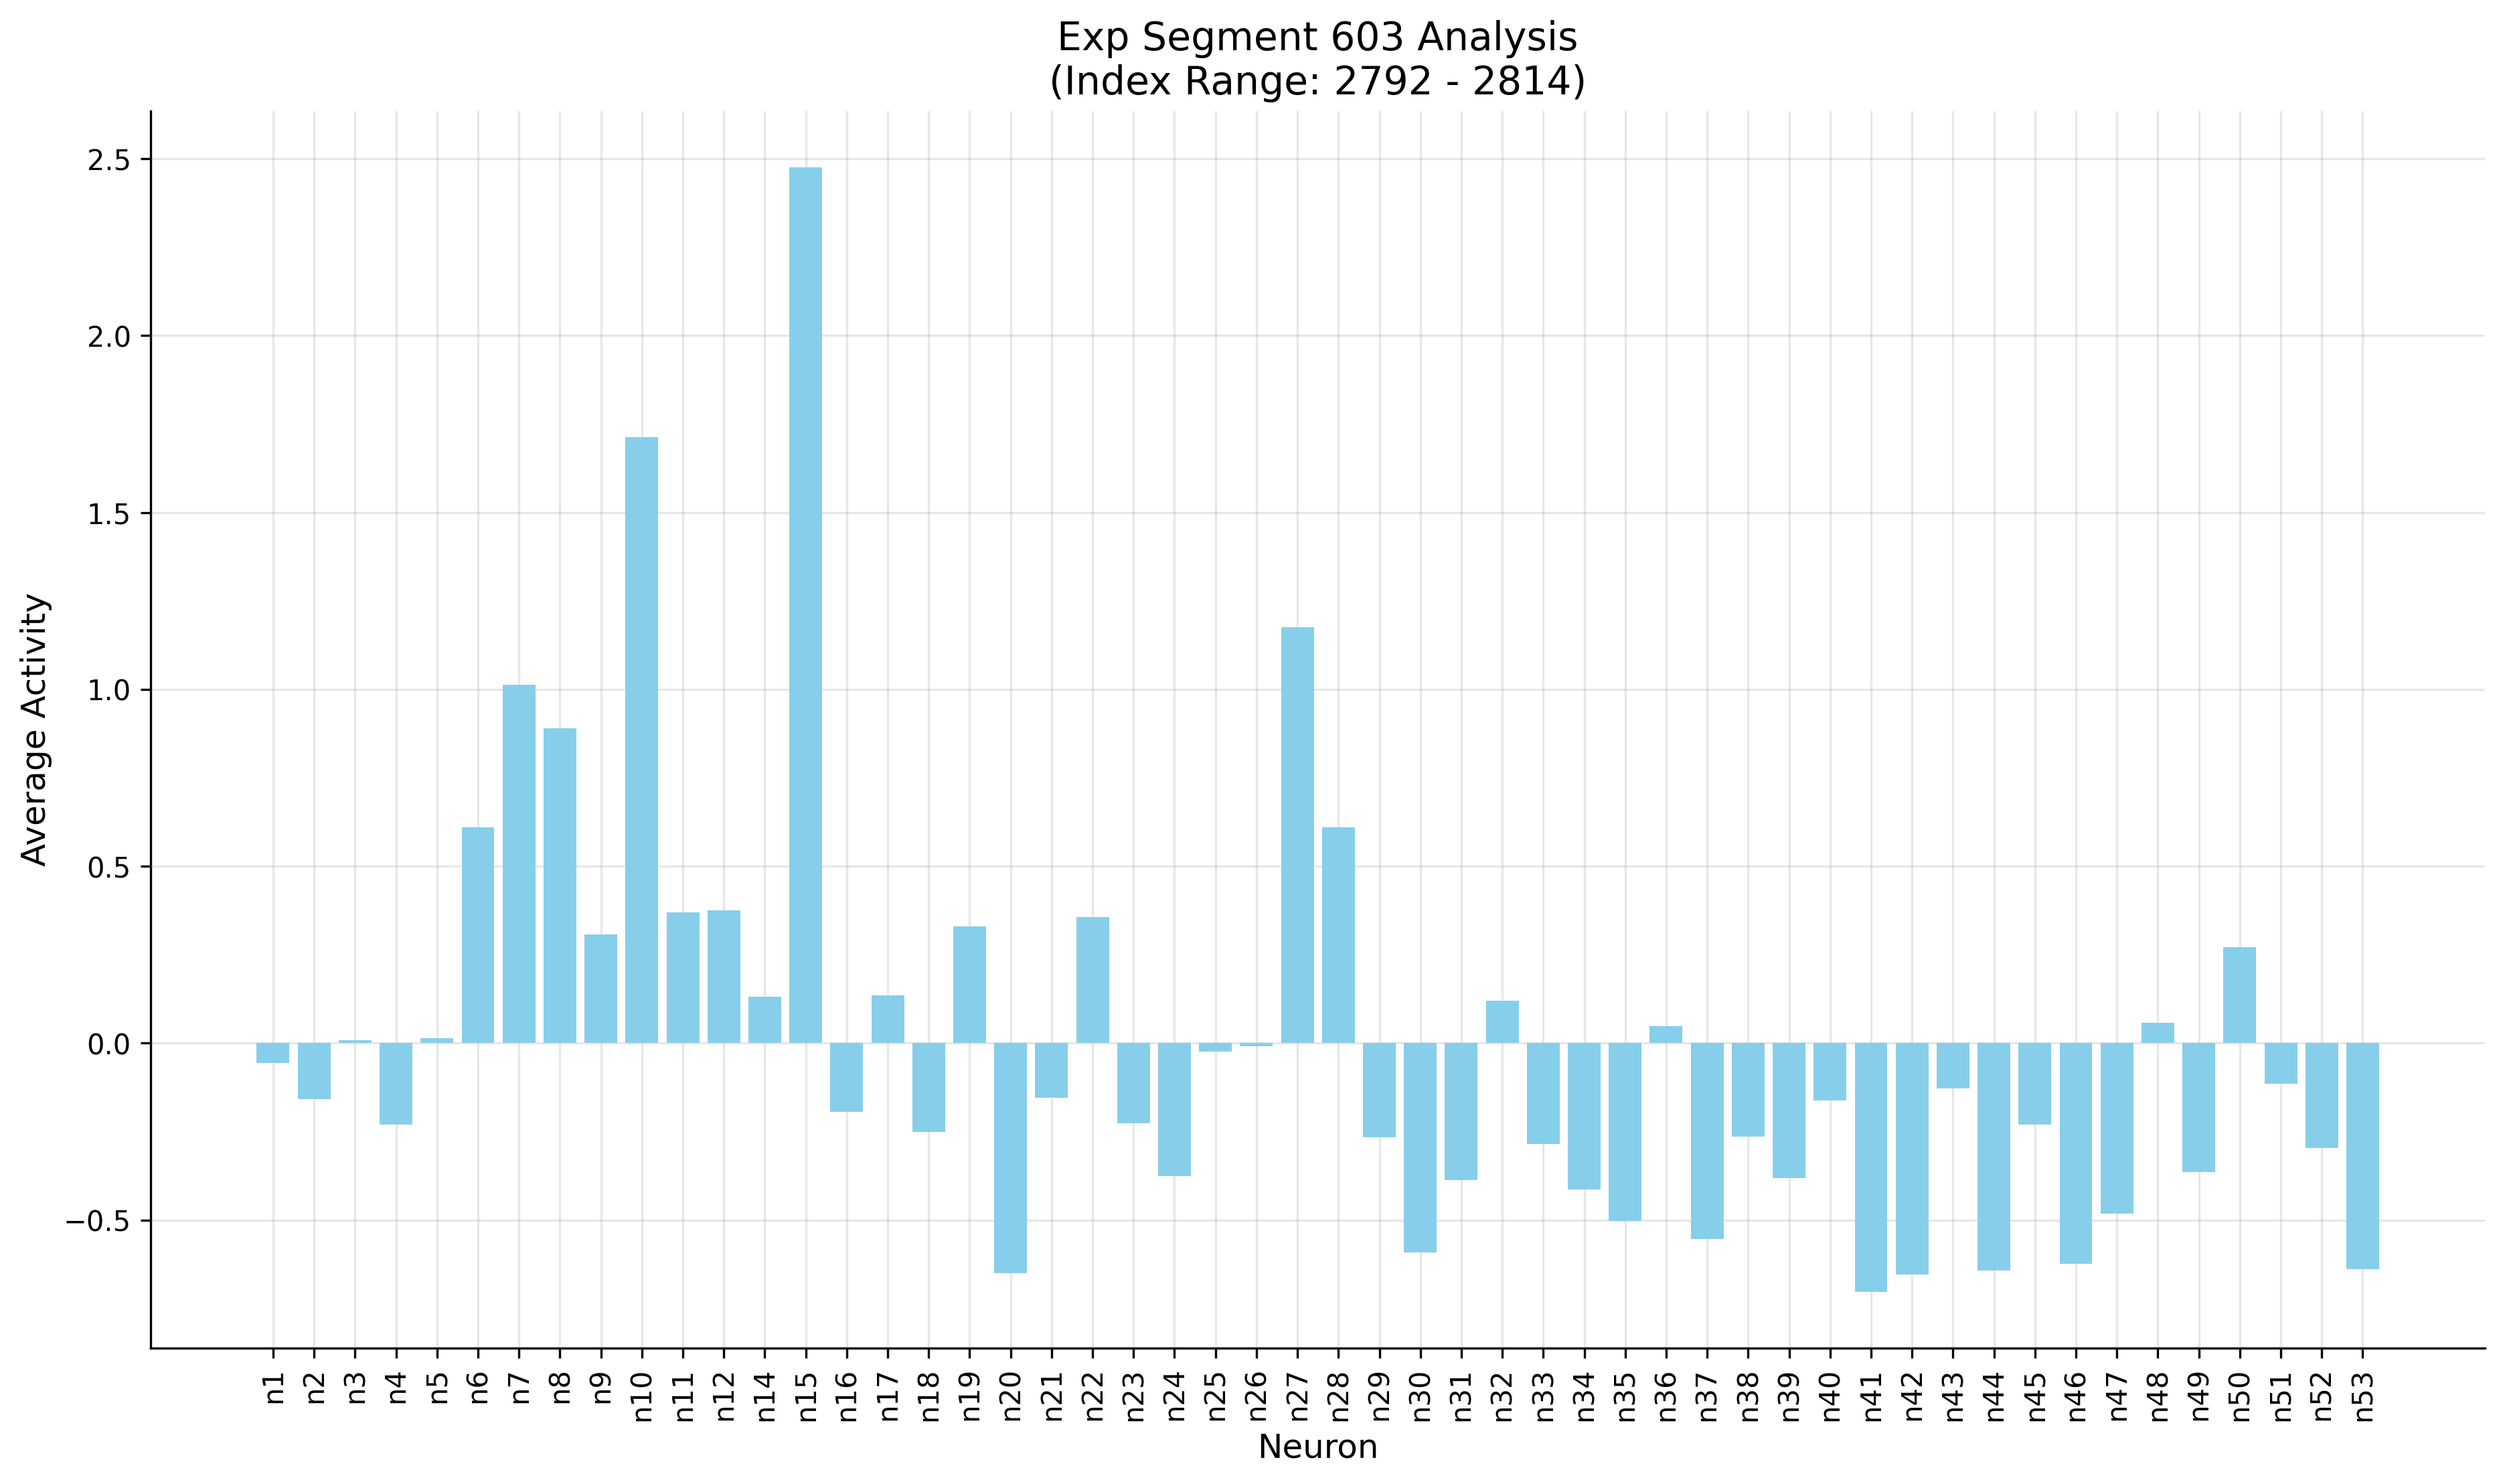 Exp Segment 603 Analysis
(Index Range: 2792 - 2814)
Average Activity
2.5
2.0
1.5
1.0
0.5
0.0
−0.5
n1
n2
n3
n4
n5
n6
n7
n8
n9
n10
n11
n12
n14
n15
n16
n17
n18
n19
n20
n21
n22
n23
n24
n25
n26
n27
n28
n29
n30
n31
n32
n33
n34
n35
n36
n37
n38
n39
n40
n41
n42
n43
n44
n45
n46
n47
n48
n49
n50
n51
n52
n53
Neuron